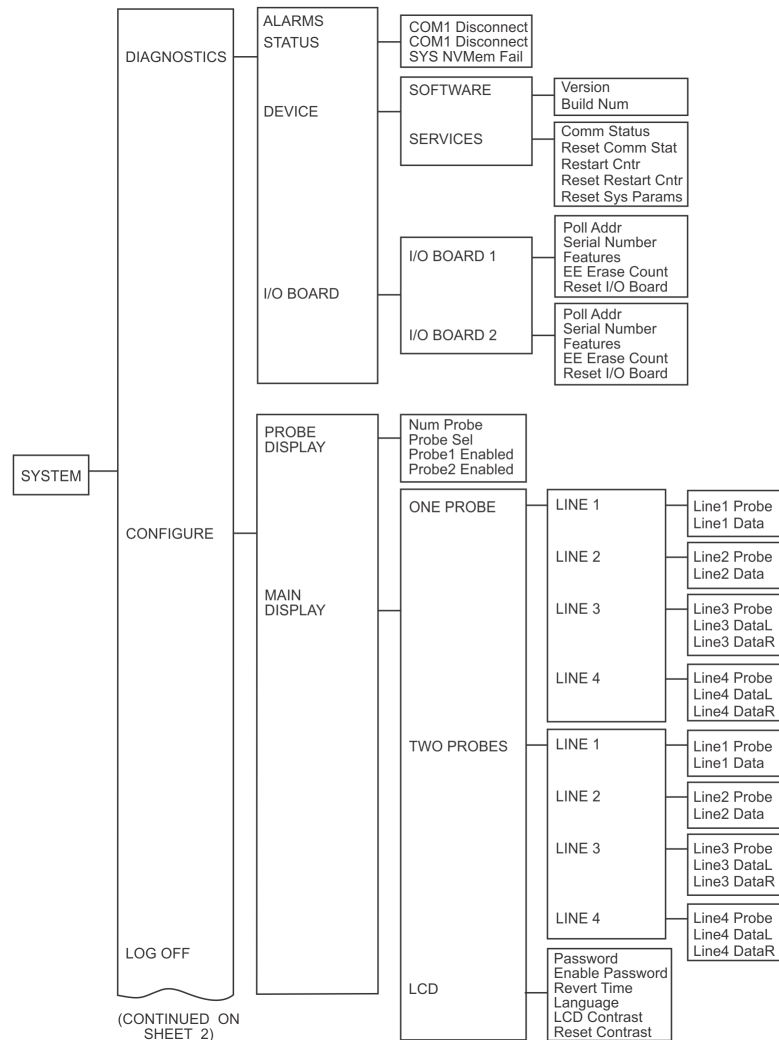 SYSTEM
DIAGNOSTICS
ALARMS
STATUS
COM1 Disconnect
COM1 Disconnect
SYS NVMem Fail
DEVICE
SOFTWARE
Version
Build Num
SERVICES
Comm Status
Reset Comm Stat
Restart Cntr
Reset Restart Cntr
Reset Sys Params
I/O BOARD
I/O BOARD 1
Poll Addr
Serial Number
Features
EE Erase Count
Reset I/O Board
I/O BOARD 2
Poll Addr
Serial Number
Features
EE Erase Count
Reset I/O Board
CONFIGURE
PROBE
DISPLAY
Num Probe
Probe Sel
Probe1 Enabled
Probe2 Enabled
MAIN
DISPLAY
ONE PROBE
LINE 1
Line1 Probe
Line1 Data
LINE 2
Line2 Probe
Line2 Data
LINE 3
Line3 Probe
Line3 DataL
Line3 DataR
LINE 4
Line4 Probe
Line4 DataL
Line4 DataR
TWO PROBES
LINE 1
Line1 Probe
Line1 Data
LINE 2
Line2 Probe
Line2 Data
LINE 3
Line3 Probe
Line3 DataL
Line3 DataR
LINE 4
Line4 Probe
Line4 DataL
Line4 DataR
LCD
Password
Enable Password
Revert Time
Language
LCD Contrast
Reset Contrast
LOG OFF
(CONTINUED ON
SHEET 2)